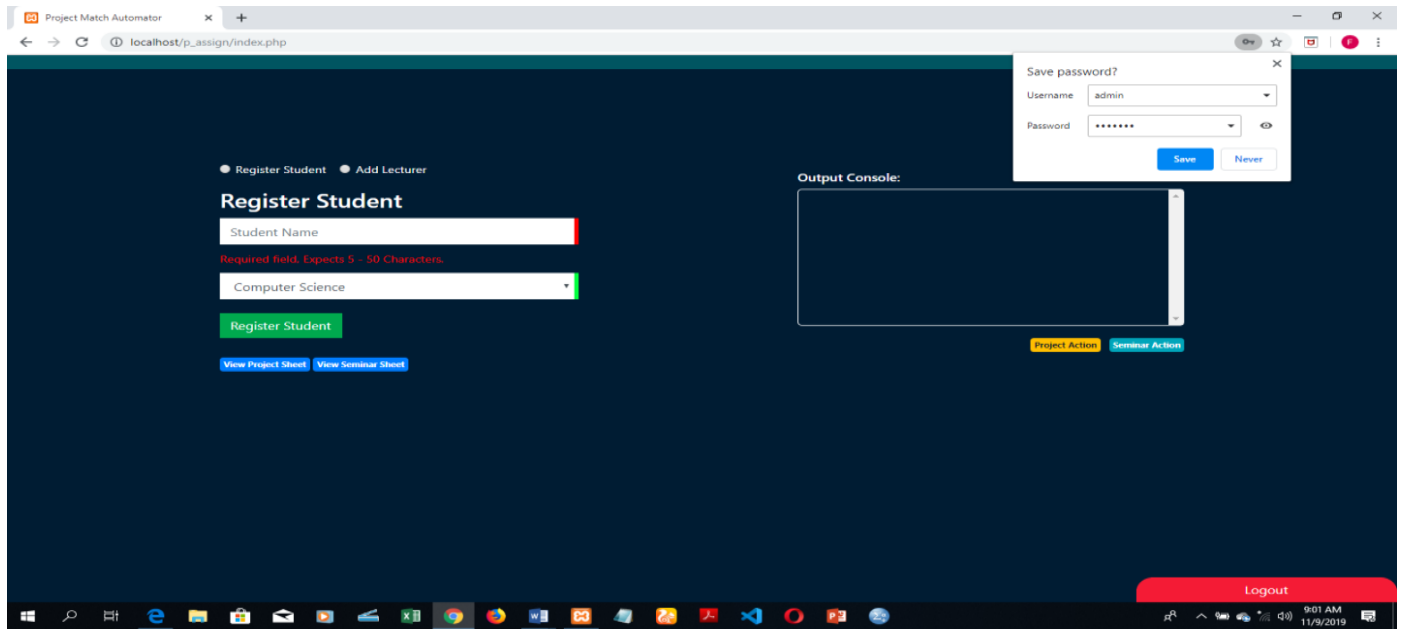 Project Match Automator
localhost/p_assign/index.php
F
Save password?
Username admin
Password •••••••
Save Never
Register Student Add Lecturer
Register Student
Student Name
Required field, Expects 5 - 50 Characters.
Computer Science
Register Student
View Project Sheet View Seminar Sheet
Output Console:
Project Action Seminar Action
Logout
9:01 AM
11/9/2019